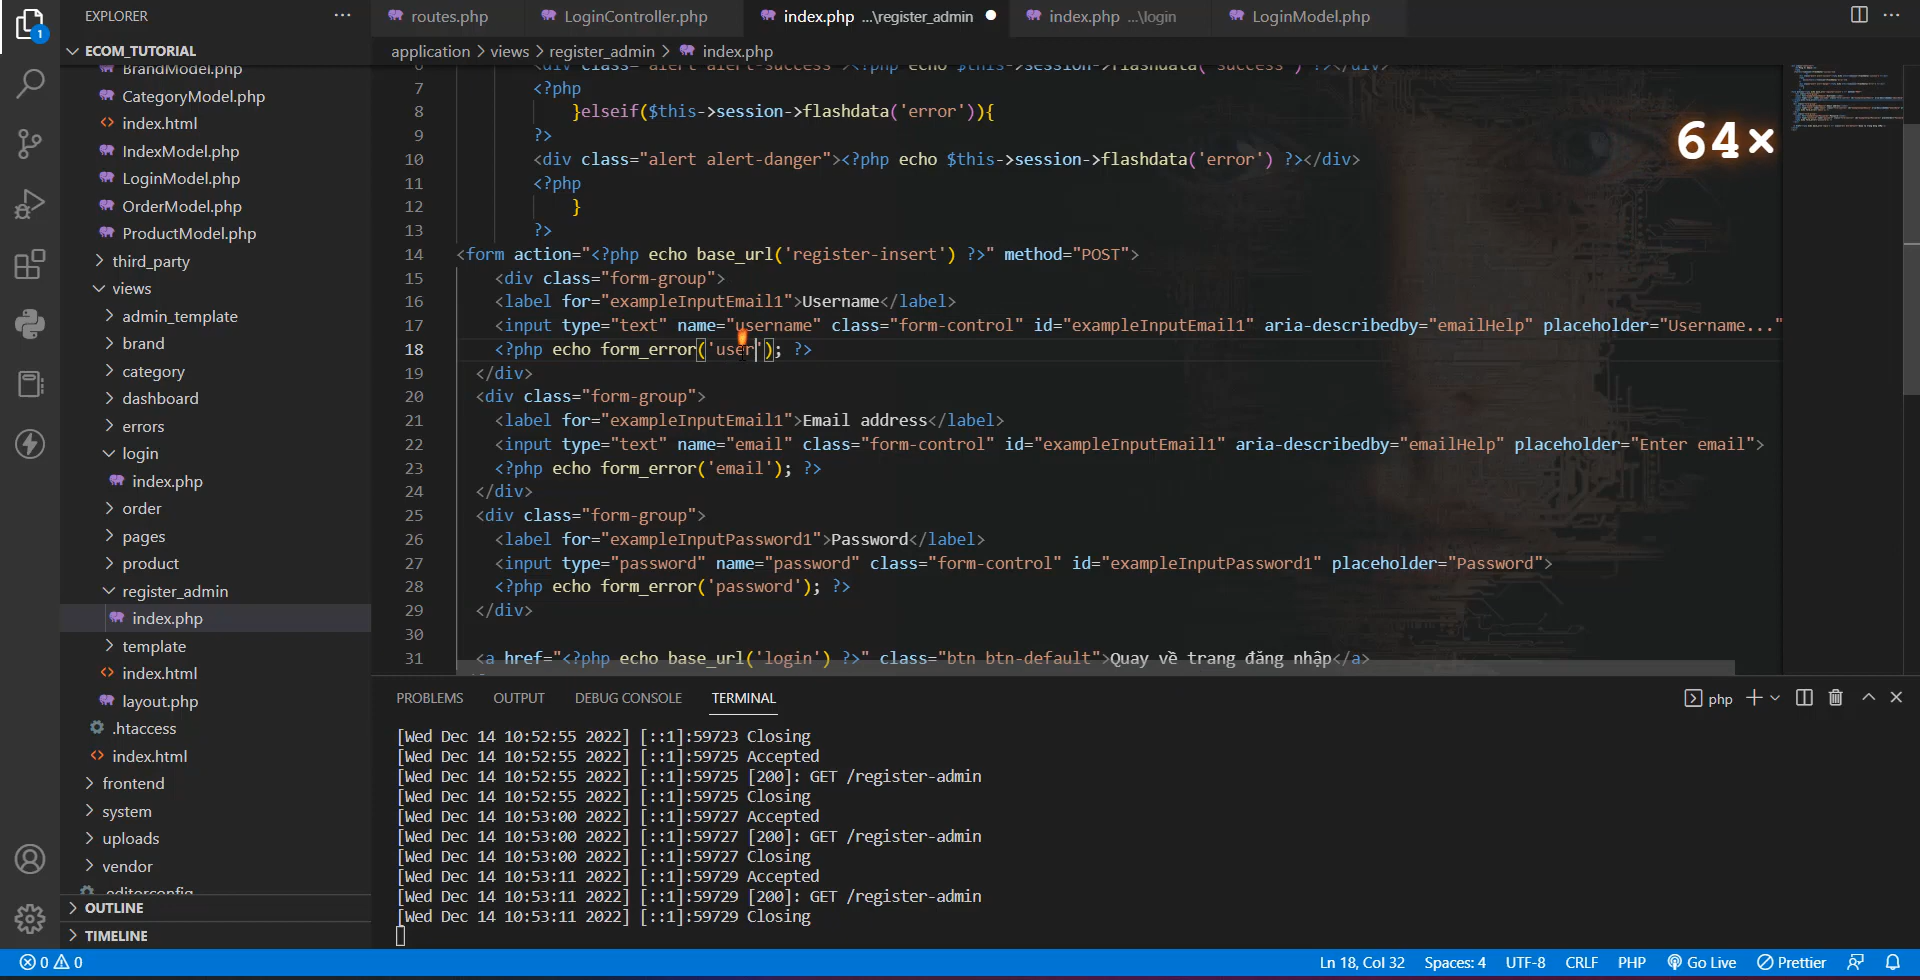 EXPLORER
ECOM_TUTORIAL
BrandModel.php
CategoryModel.php
index.html
IndexModel.php
LoginModel.php
OrderModel.php
ProductModel.php
third_party
views
admin_template
brand
category
dashboard
errors
login
index.php
order
pages
product
register_admin
index.php
template
index.html
layout.php
.htaccess
index.html
frontend
system
uploads
vendor
.editorconfig
OUTLINE
TIMELINE
1
routes.php LoginController.php index.php ...\register_admin index.php ...\login LoginModel.php
application > views > register_admin > index.php
64×
6 <div class="alert alert-success"><?php echo $this->session->flashdata('success') ?></div>
7 <?php
8 }elseif($this->session->flashdata('error')){
9 ?>
10 <div class="alert alert-danger"><?php echo $this->session->flashdata('error') ?></div>
11 <?php
12 }
13 ?>
14 <form action="<?php echo base_url('register-insert') ?>" method="POST">
15 <div class="form-group">
16 <label for="exampleInputEmail1">Username</label>
17 <input type="text" name="username" class="form-control" id="exampleInputEmail1" aria-describedby="emailHelp" placeholder="Username..."
18 <?php echo form_error('user'); ?>
19 </div>
20 <div class="form-group">
21 <label for="exampleInputEmail1">Email address</label>
22 <input type="text" name="email" class="form-control" id="exampleInputEmail1" aria-describedby="emailHelp" placeholder="Enter email">
23 <?php echo form_error('email'); ?>
24 </div>
25 <div class="form-group">
26 <label for="exampleInputPassword1">Password</label>
27 <input type="password" name="password" class="form-control" id="exampleInputPassword1" placeholder="Password">
28 <?php echo form_error('password'); ?>
29 </div>
30
31 <a href="<?php echo base_url('login') ?>" class="btn btn-default">Quay về trang đăng nhập</a>
PROBLEMS OUTPUT DEBUG CONSOLE TERMINAL php
[Wed Dec 14 10:52:55 2022] [::1]:59723 Closing
[Wed Dec 14 10:52:55 2022] [::1]:59725 Accepted
[Wed Dec 14 10:52:55 2022] [::1]:59725 [200]: GET /register-admin
[Wed Dec 14 10:52:55 2022] [::1]:59725 Closing
[Wed Dec 14 10:53:00 2022] [::1]:59727 Accepted
[Wed Dec 14 10:53:00 2022] [::1]:59727 [200]: GET /register-admin
[Wed Dec 14 10:53:00 2022] [::1]:59727 Closing
[Wed Dec 14 10:53:11 2022] [::1]:59729 Accepted
[Wed Dec 14 10:53:11 2022] [::1]:59729 [200]: GET /register-admin
[Wed Dec 14 10:53:11 2022] [::1]:59729 Closing
0 0 Ln 18, Col 32 Spaces: 4 UTF-8 CRLF PHP Go Live Prettier